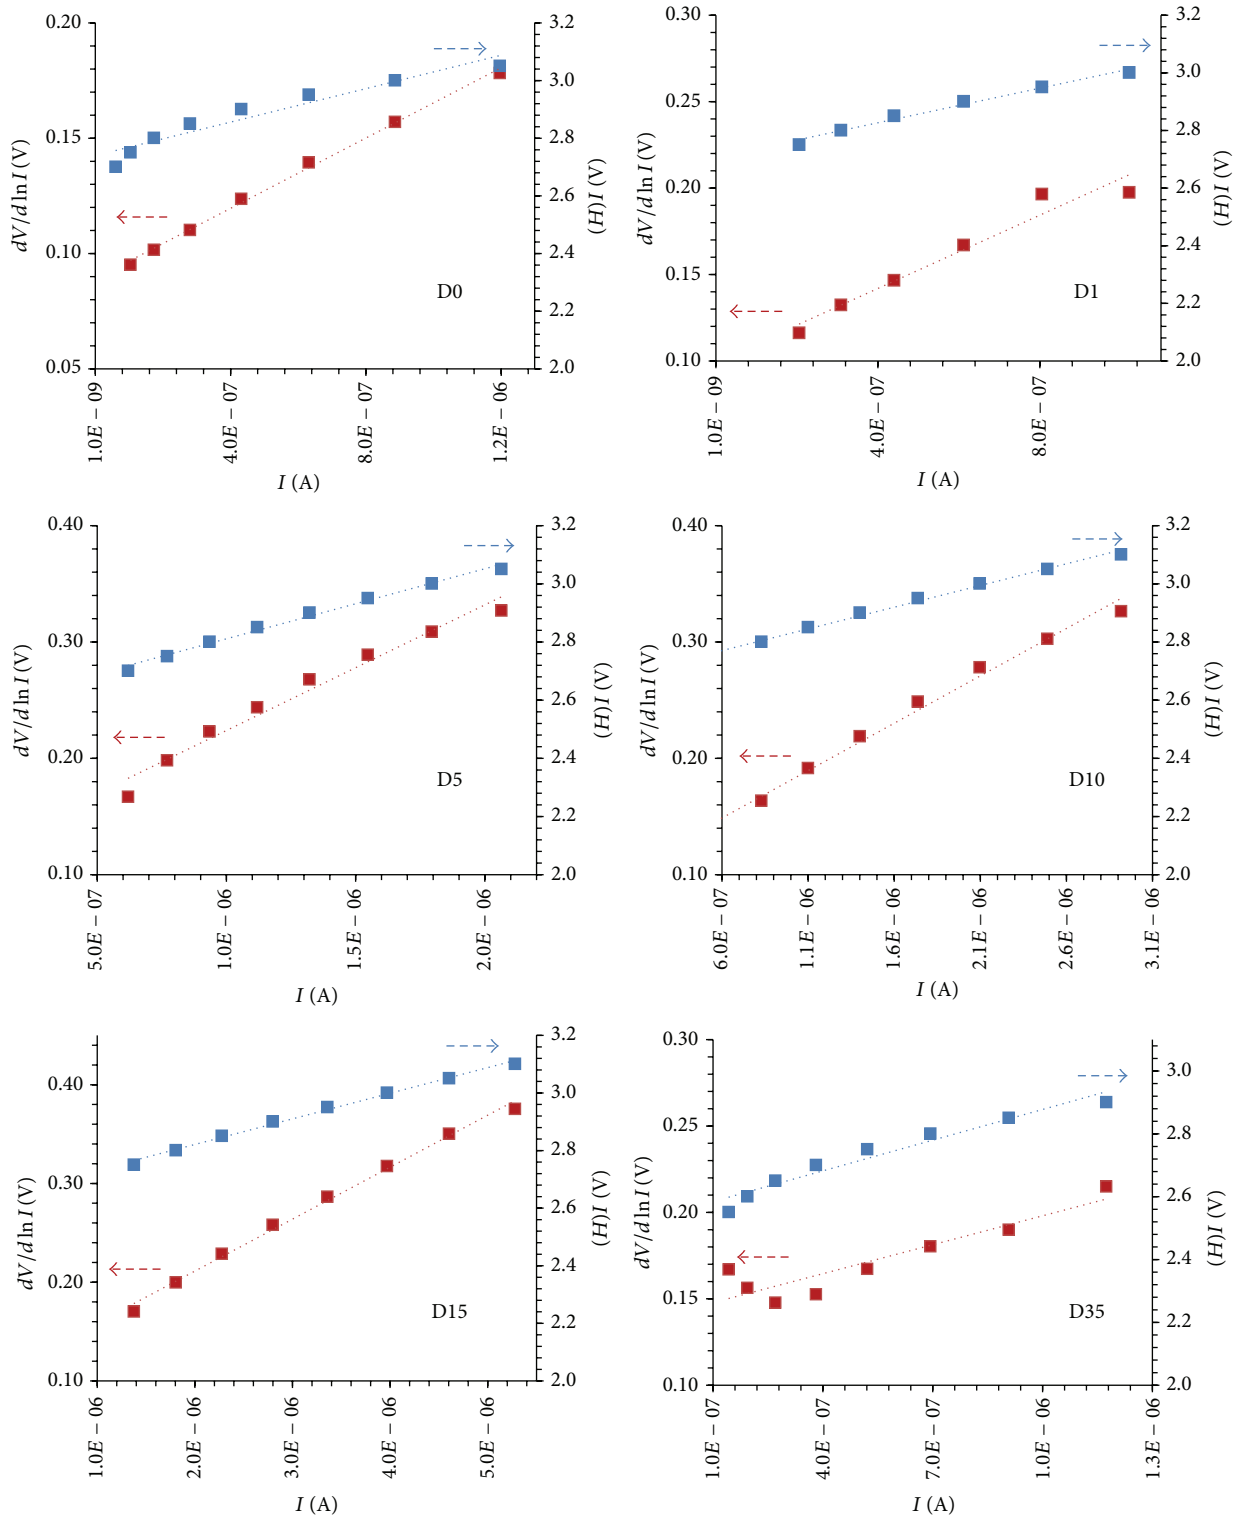 0.20
0.15
0.10
0.05
dV/d ln I (V)
3.2
3.0
2.8
2.6
2.4
2.2
2.0
(H)I (V)
D0
1.0E − 09
4.0E − 07
8.0E − 07
1.2E − 06
I (A)
0.30
0.25
0.20
0.15
0.10
dV/d ln I (V)
3.2
3.0
2.8
2.6
2.4
2.2
2.0
(H)I (V)
D1
1.0E − 09
4.0E − 07
8.0E − 07
I (A)
0.40
0.30
0.20
0.10
dV/d ln I (V)
3.2
3.0
2.8
2.6
2.4
2.2
2.0
(H)I (V)
D5
5.0E − 07
1.0E − 06
1.5E − 06
2.0E − 06
I (A)
0.40
0.30
0.20
0.10
dV/d ln I (V)
3.2
3.0
2.8
2.6
2.4
2.2
2.0
(H)I (V)
D10
6.0E − 07
1.1E − 06
1.6E − 06
2.1E − 06
2.6E − 06
3.1E − 06
I (A)
0.40
0.30
0.20
0.10
dV/d ln I (V)
3.2
3.0
2.8
2.6
2.4
2.2
2.0
(H)I (V)
D15
1.0E − 06
2.0E − 06
3.0E − 06
4.0E − 06
5.0E − 06
I (A)
0.30
0.25
0.20
0.15
0.10
dV/d ln I (V)
3.0
2.8
2.6
2.4
2.2
2.0
(H)I (V)
D35
1.0E − 07
4.0E − 07
7.0E − 07
1.0E − 06
1.3E − 06
I (A)